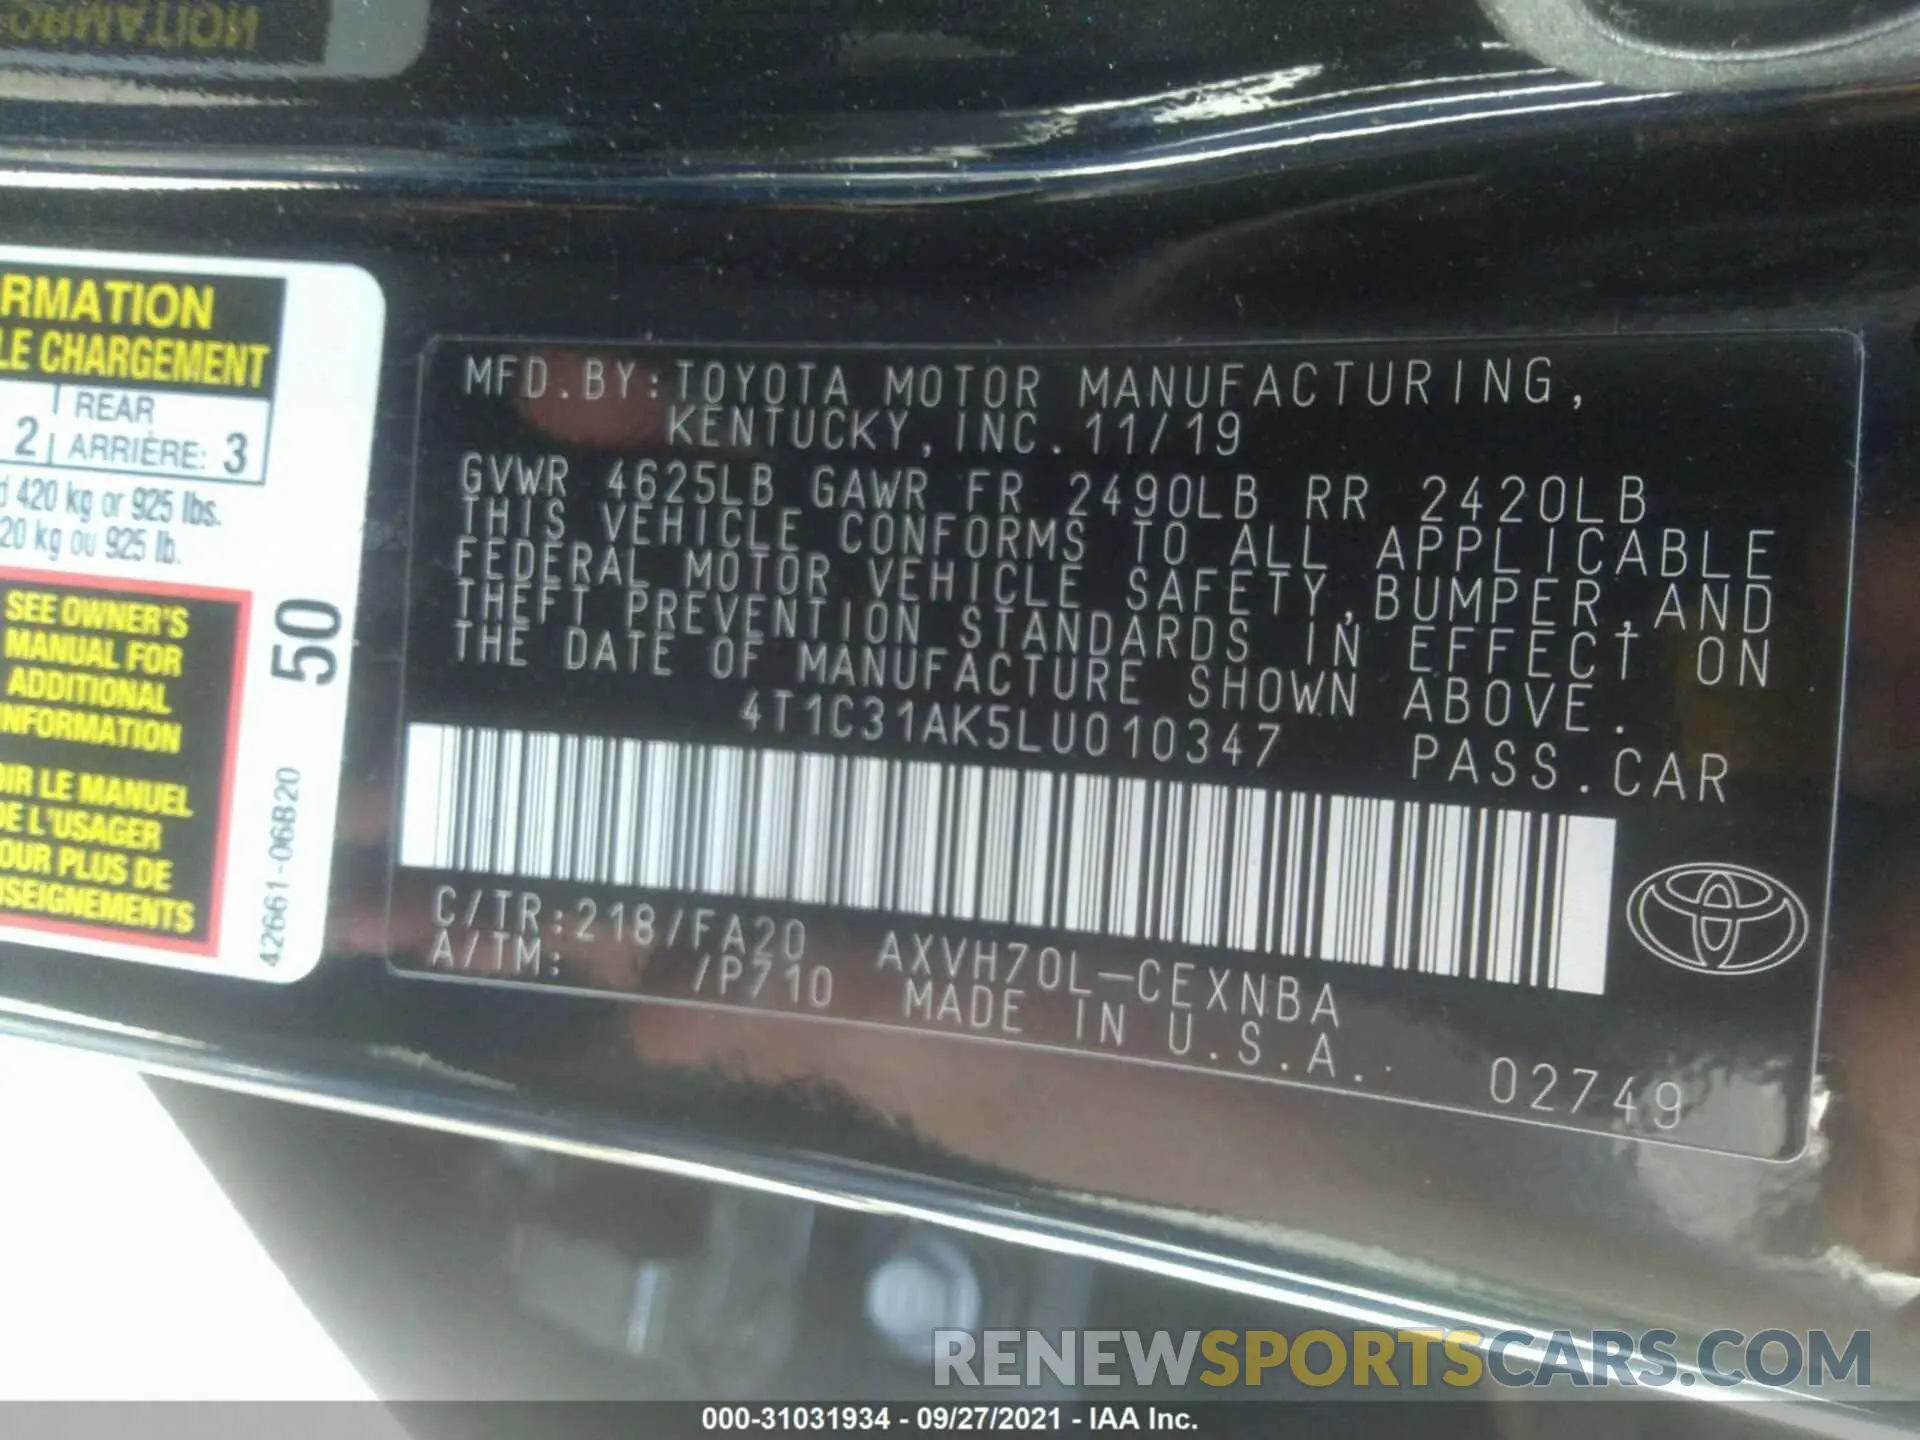 RMATION
LE CHARGEMENT
2 REAR
ARRIÈRE: 3
420 kg or 925 lbs.
20 kg ou 925 lb.
SEE OWNER'S
MANUAL FOR
ADDITIONAL
INFORMATION
OIR LE MANUEL
DE L'USAGER
OUR PLUS DE
NSEIGNEMENTS
50
42661-06B20
MFD.BY:TOYOTA MOTOR MANUFACTURING,
KENTUCKY,INC.11/19
GVWR 4625LB GAWR FR 2490LB RR 2420LB
THIS VEHICLE CONFORMS TO ALL APPLICABLE
FEDERAL MOTOR VEHICLE SAFETY,BUMPER,AND
THEFT PREVENTION STANDARDS IN EFFECT ON
THE DATE OF MANUFACTURE SHOWN ABOVE.
4T1C31AK5LU010347 PASS.CAR
C/TR:218/FA20 AXVH70L-CEXNBA
A/TM: /P710 MADE IN U.S.A.
02749
RENEWSPORTSCARS.COM
000-31031934 - 09/27/2021 - IAA Inc.